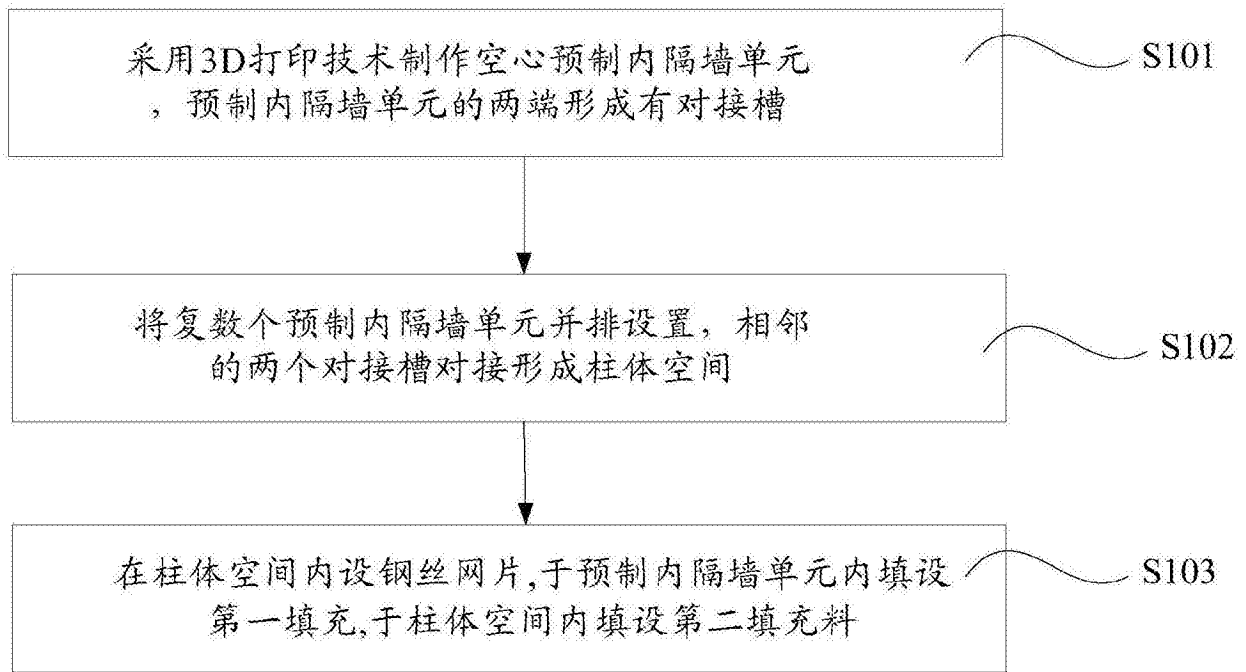 采用3D打印技术制作空心预制内隔墙单元
，预制内隔墙单元的两端形成有对接槽
S101
将复数个预制内隔墙单元并排设置，相邻
的两个对接槽对接形成柱体空间
S102
在柱体空间内设钢丝网片,于预制内隔墙单元内填设
第一填充,于柱体空间内填设第二填充料
S103